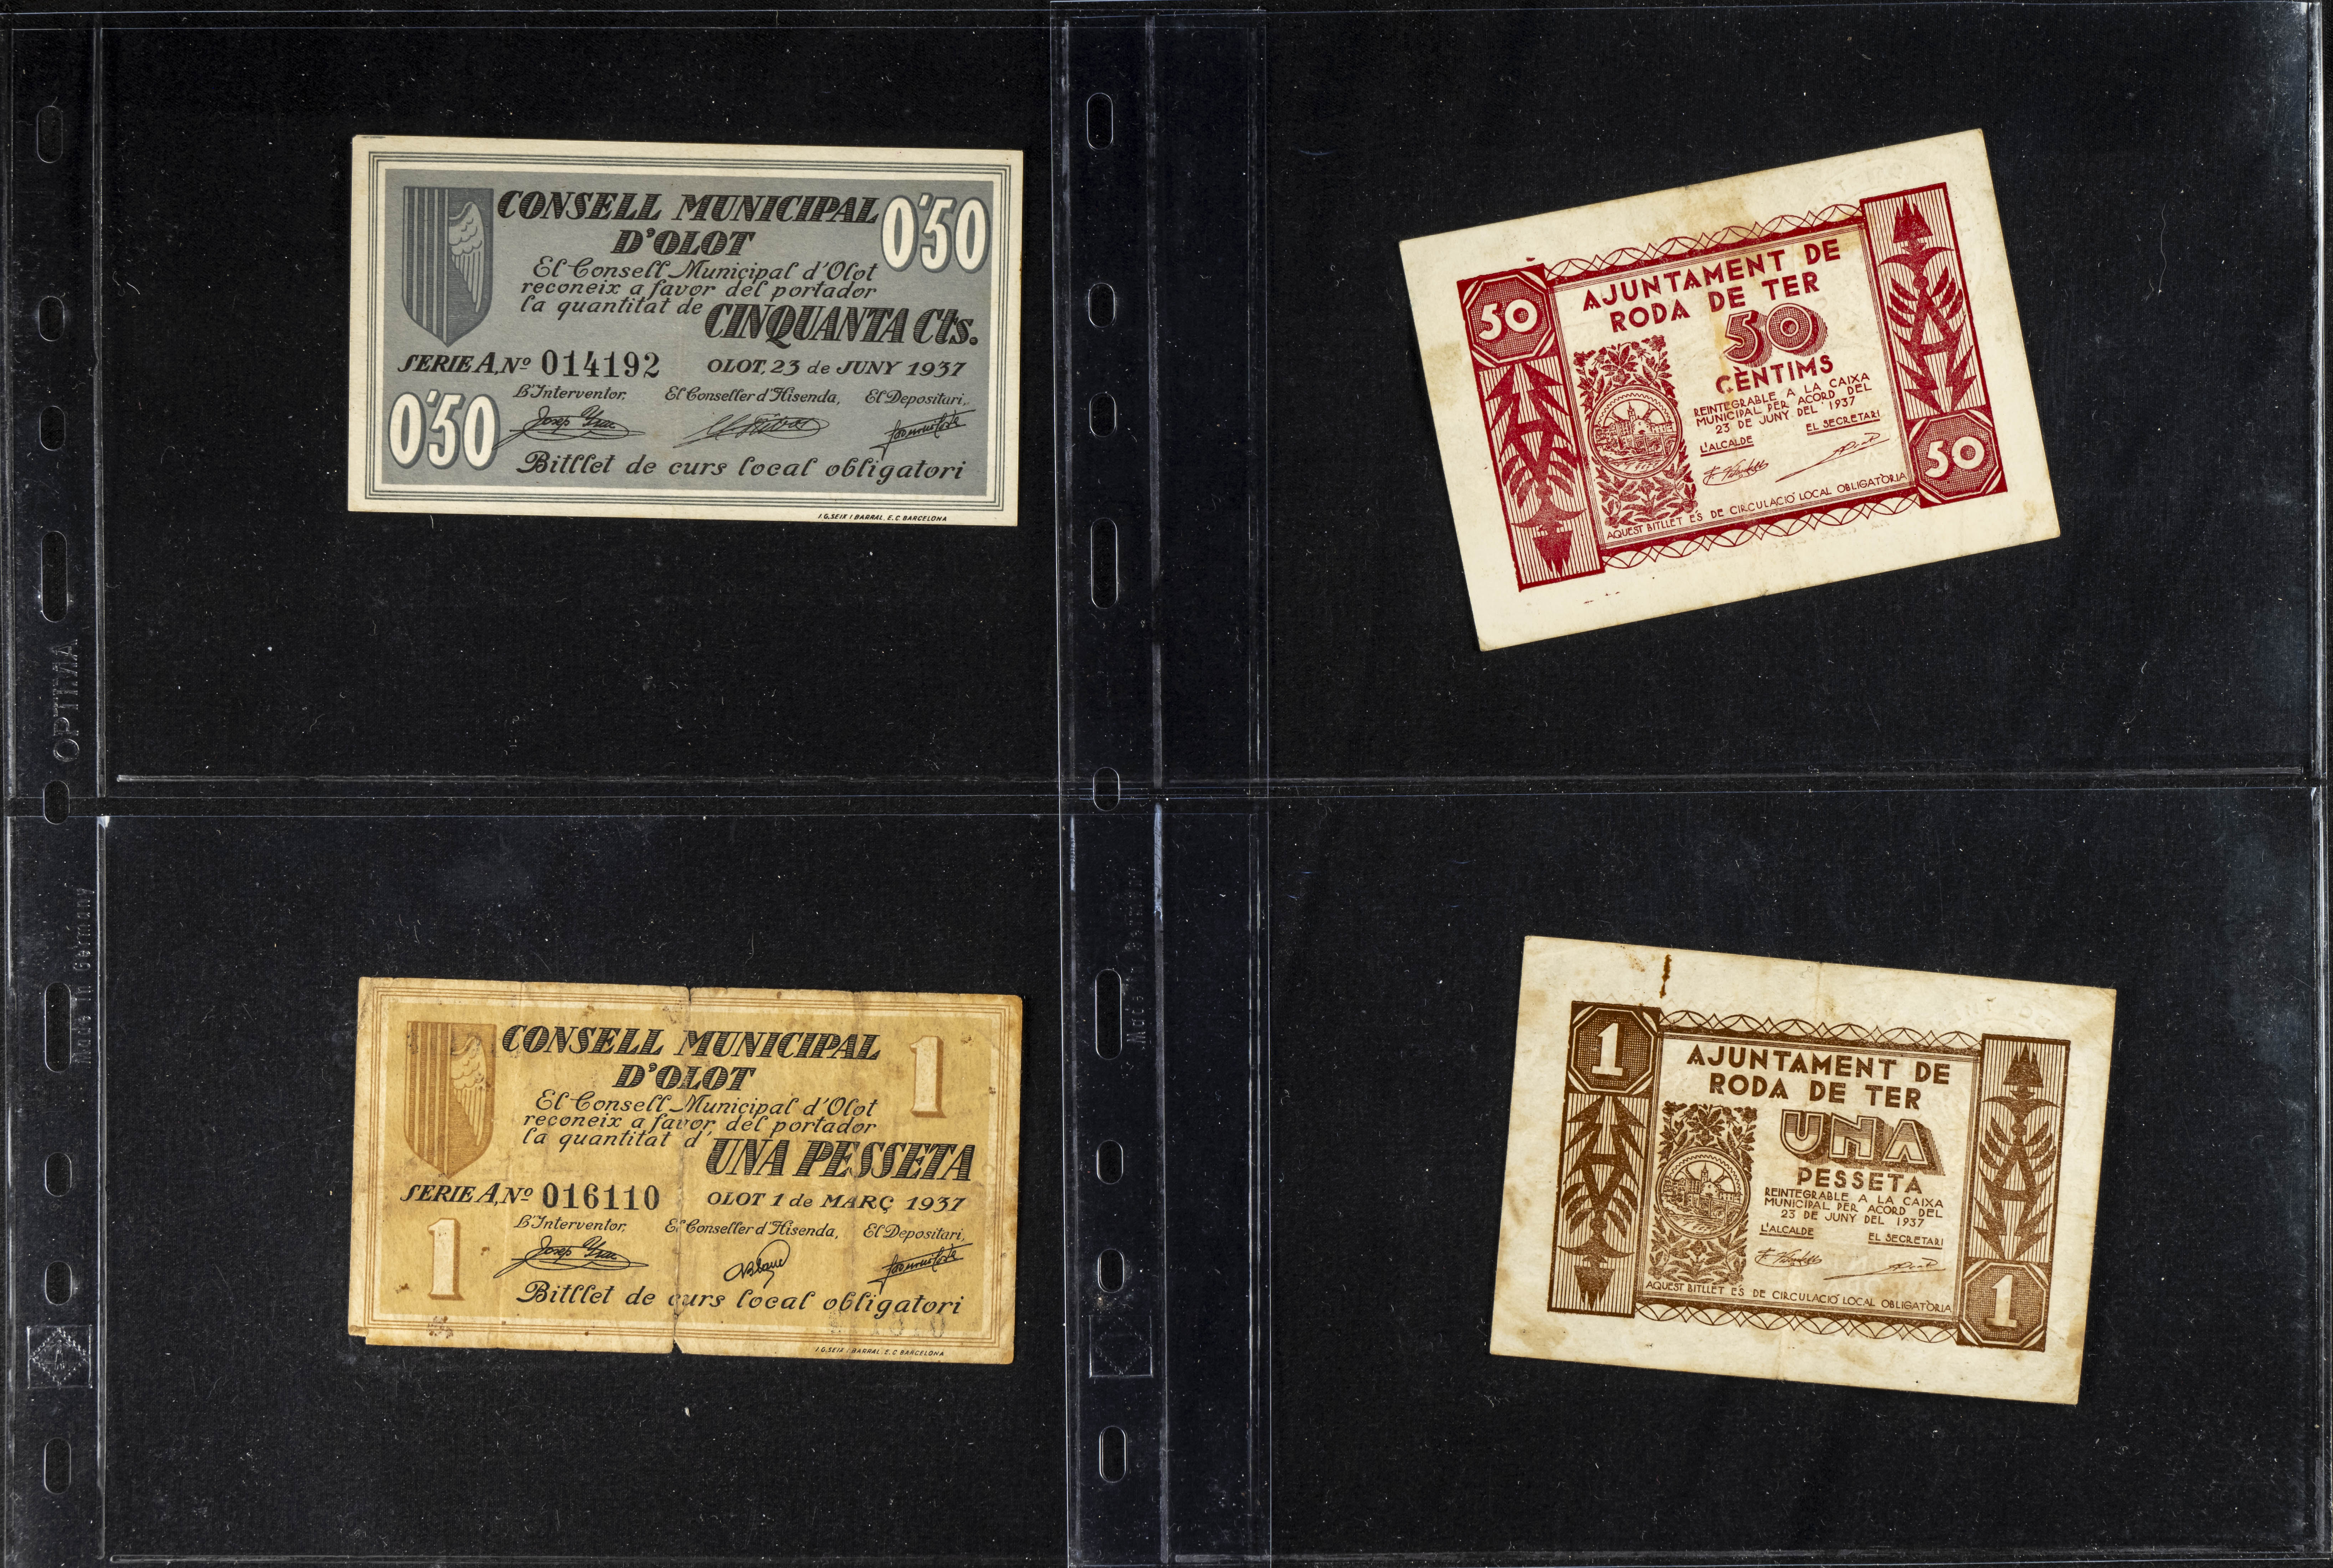 CONSELL MUNICIPAL
D'OLOT
0'50
El Consell Municipal d'Olot
reconeix a favor del portador
la quantitat de
CINQUANTA Cts.
SERIE A, Nº 014192
OLOT, 23 de JUNY 1937
L'Interventor,
El Conseller d'Hisenda,
El Depositari,
0'50
Bitllet de curs local obligatori
I.G. SEIX I BARRAL, E.C. BARCELONA
50
AJUNTAMENT DE
RODA DE TER
50
CÈNTIMS
REINTEGRABLE A LA CAIXA
MUNICIPAL PER ACORD DEL
23 DE JUNY DEL 1937
L'ALCALDE
EL SECRETARI
50
AQUEST BITLLET ÉS DE CIRCULACIÓ LOCAL OBLIGATÒRIA
OPTIMA
Made in Germany
Made in Germany
CONSELL MUNICIPAL
D'OLOT
1
El Consell Municipal d'Olot
reconeix a favor del portador
la quantitat d'
UNA PESSETA
SERIE A, Nº 016110
OLOT 1 de MARÇ 1937
L'Interventor,
El Conseller d'Hisenda,
El Depositari,
1
Bitllet de curs local obligatori
I.G. SEIX I BARRAL, E.C. BARCELONA
1
AJUNTAMENT DE
RODA DE TER
UNA
PESSETA
REINTEGRABLE A LA CAIXA
MUNICIPAL PER ACORD DEL
23 DE JUNY DEL 1937
L'ALCALDE
EL SECRETARI
1
AQUEST BITLLET ÉS DE CIRCULACIÓ LOCAL OBLIGATÒRIA